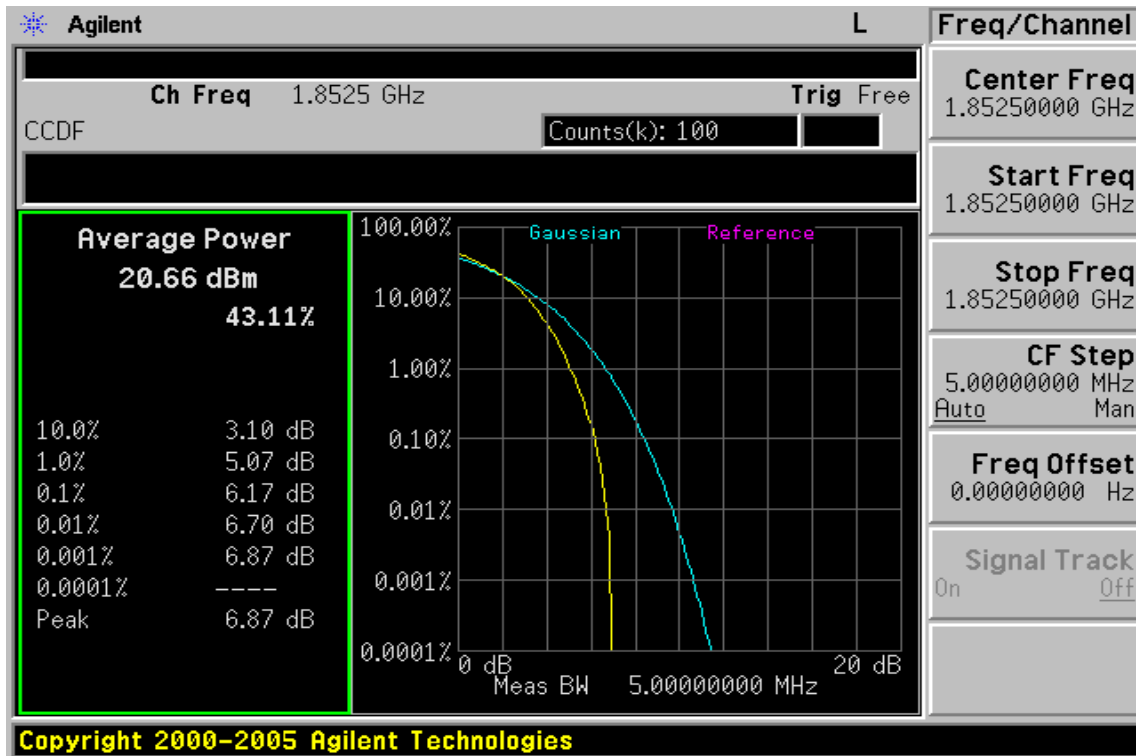 Agilent L
Freq/Channel
Ch Freq 1.8525 GHz Trig Free
CCDF Counts(k): 100
Average Power
20.66 dBm
43.11%
10.0% 3.10 dB
1.0% 5.07 dB
0.1% 6.17 dB
0.01% 6.70 dB
0.001% 6.87 dB
0.0001% ----
Peak 6.87 dB
Gaussian Reference
100.00%
10.00%
1.00%
0.10%
0.01%
0.001%
0.0001%
0 dB 20 dB
Meas BW 5.00000000 MHz
Center Freq
1.85250000 GHz
Start Freq
1.85250000 GHz
Stop Freq
1.85250000 GHz
CF Step
5.00000000 MHz
Auto Man
Freq Offset
0.00000000 Hz
Signal Track
On Off
Copyright 2000-2005 Agilent Technologies